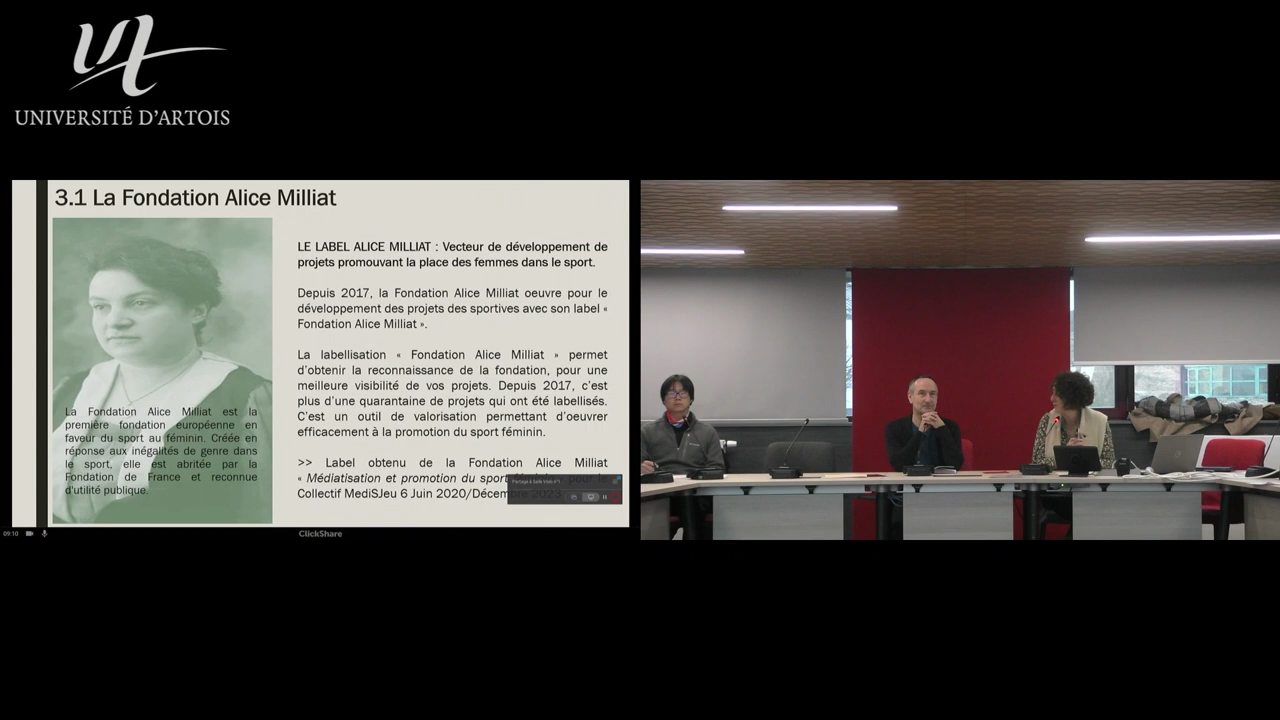 UNIVERSITÉ D'ARTOIS
3.1 La Fondation Alice Milliat
La Fondation Alice Milliat est la
première fondation européenne en
faveur du sport au féminin. Créée en
réponse aux inégalités de genre dans
le sport, elle est abritée par la
Fondation de France et reconnue
d'utilité publique.
LE LABEL ALICE MILLIAT : Vecteur de développement de
projets promouvant la place des femmes dans le sport.
Depuis 2017, la Fondation Alice Milliat oeuvre pour le
développement des projets des sportives avec son label «
Fondation Alice Milliat ».
La labellisation « Fondation Alice Milliat » permet
d'obtenir la reconnaissance de la fondation, pour une
meilleure visibilité de vos projets. Depuis 2017, c'est
plus d'une quarantaine de projets qui ont été labellisés.
C'est un outil de valorisation permettant d'oeuvrer
efficacement à la promotion du sport féminin.
>> Label obtenu de la Fondation Alice Milliat
« Médiatisation et promotion du sport pour le
Collectif MediSJeu 6 Juin 2020/Décembre 2023
09:10
ClickShare